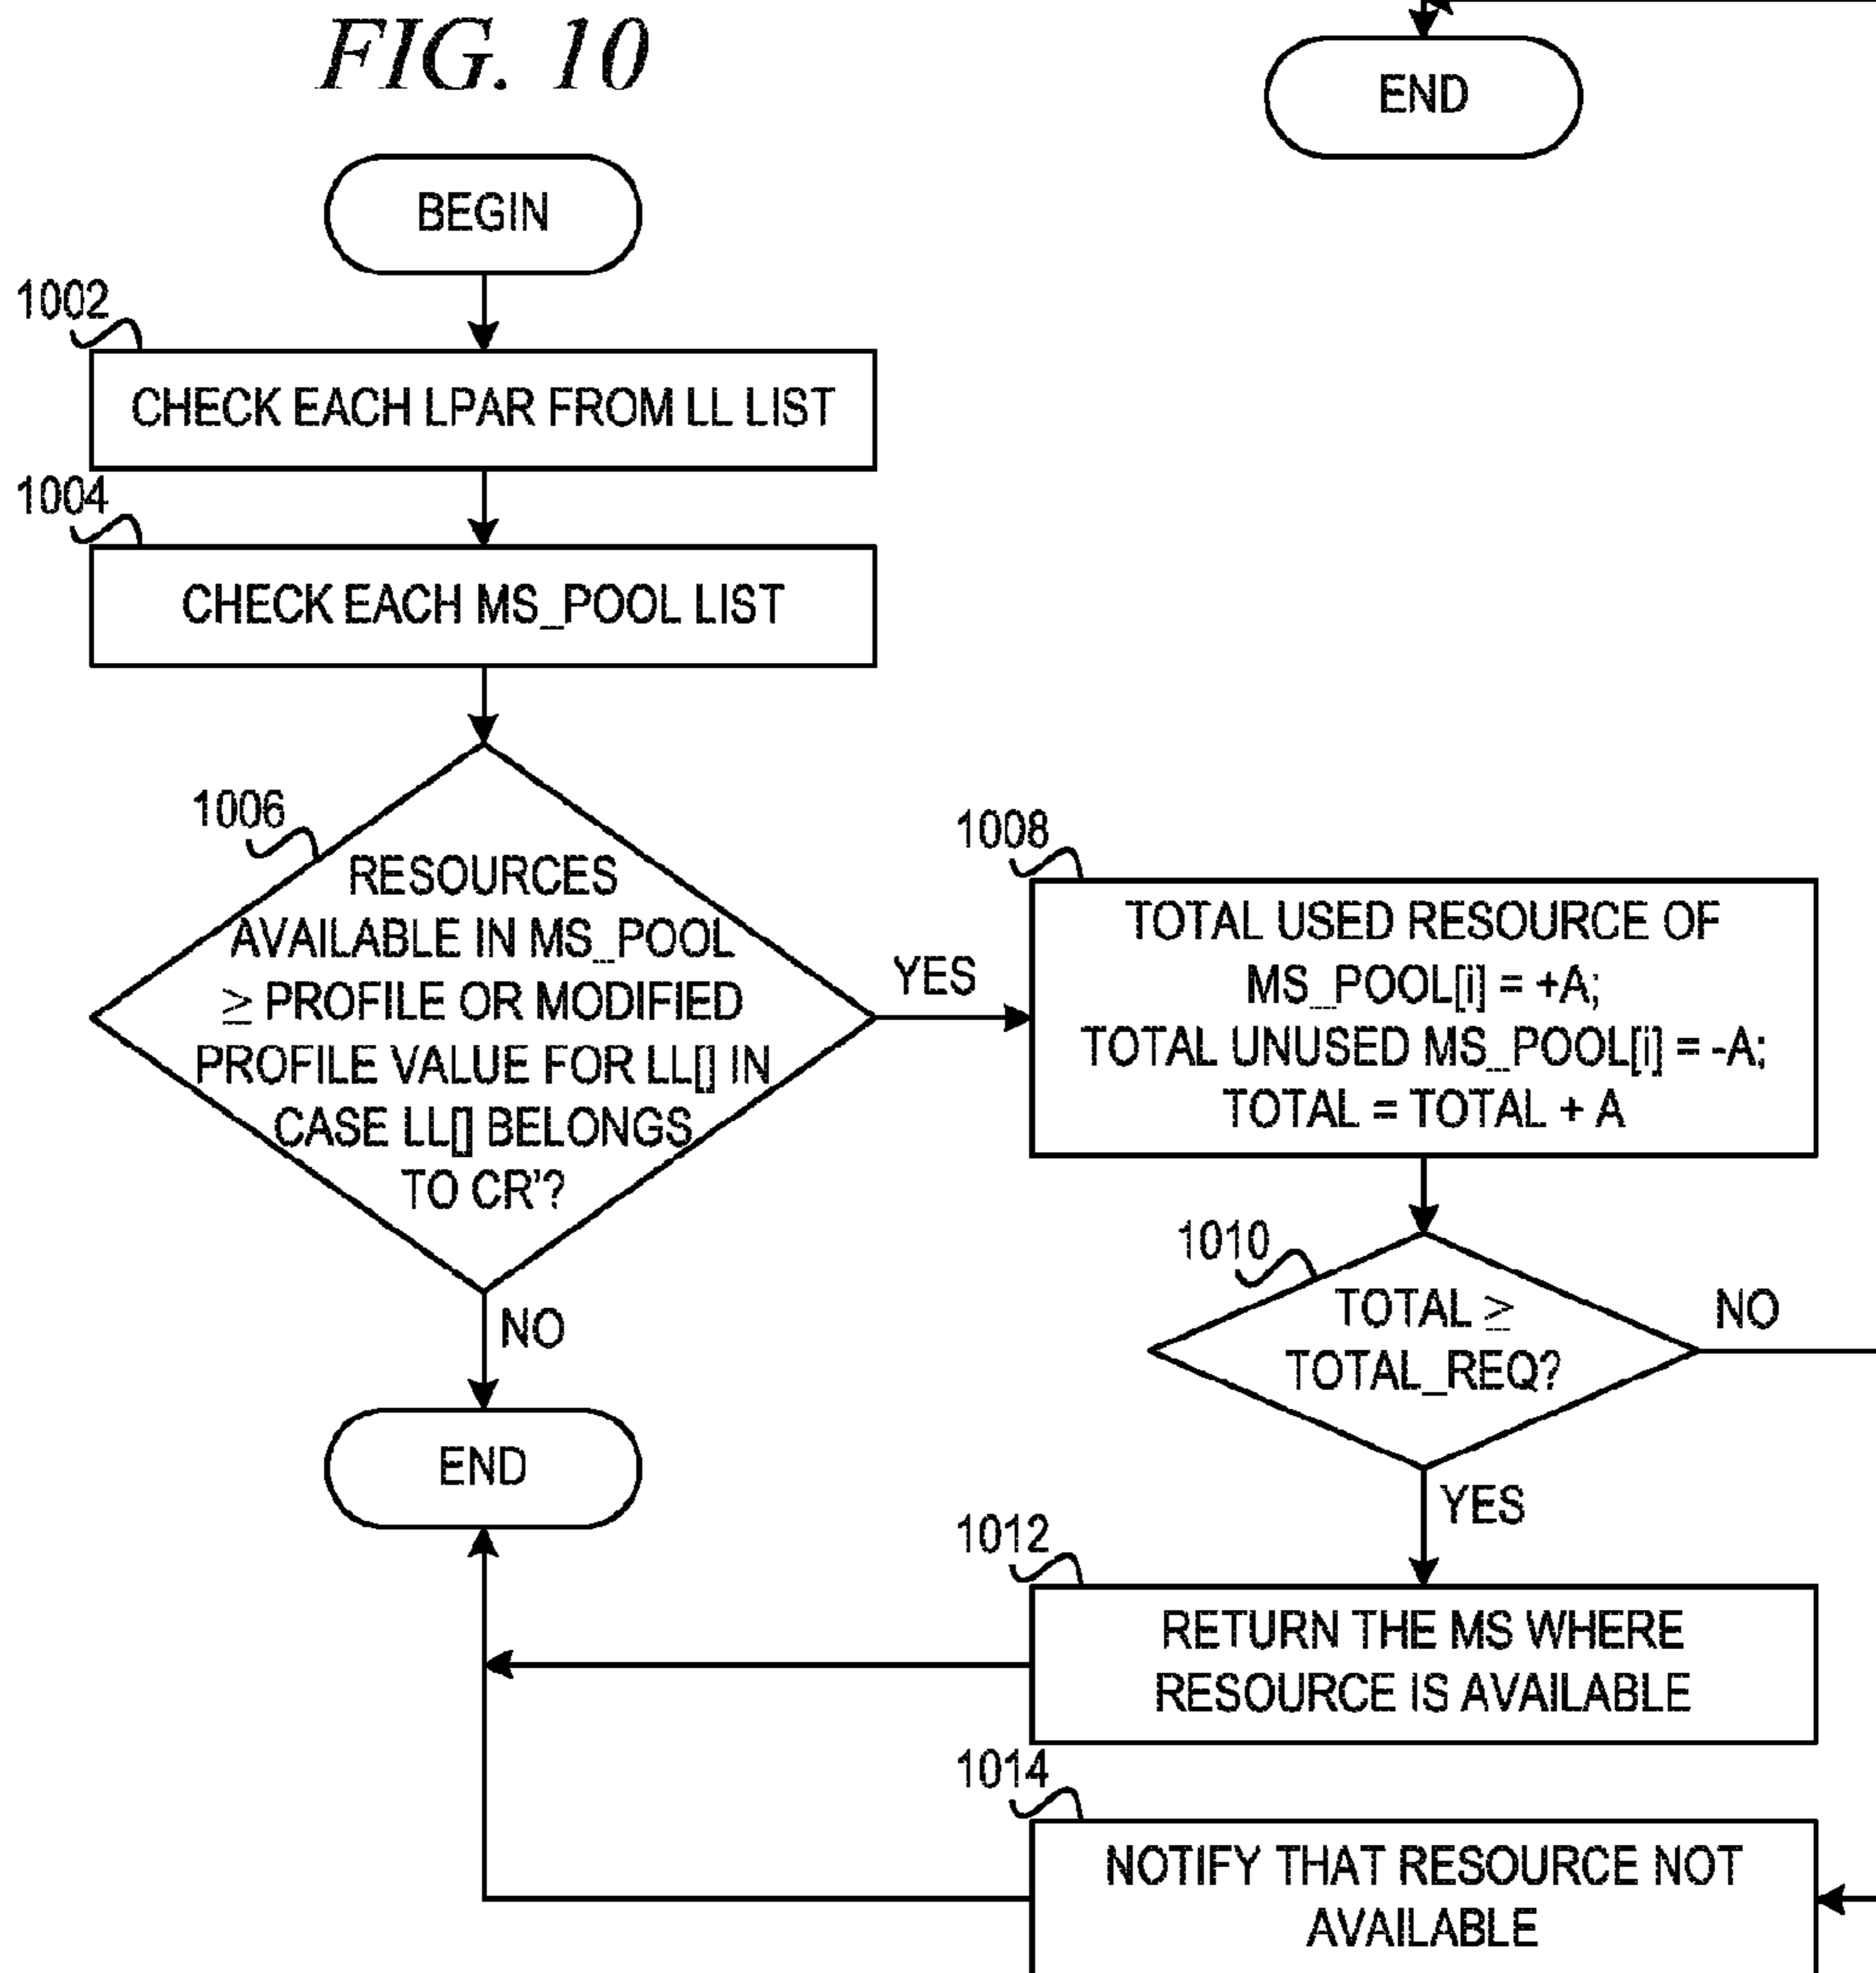 FIG. 10
END
BEGIN
1002
CHECK EACH LPAR FROM LL LIST
1004
CHECK EACH MS_POOL LIST
1006
RESOURCES
AVAILABLE IN MS_POOL
≥ PROFILE OR MODIFIED
PROFILE VALUE FOR LL[] IN
CASE LL[] BELONGS
TO CR'?
YES
NO
1008
TOTAL USED RESOURCE OF
MS_POOL[i] = +A;
TOTAL UNUSED MS_POOL[i] = -A;
TOTAL = TOTAL + A
1010
TOTAL ≥
TOTAL_REQ?
NO
YES
END
1012
RETURN THE MS WHERE
RESOURCE IS AVAILABLE
1014
NOTIFY THAT RESOURCE NOT
AVAILABLE